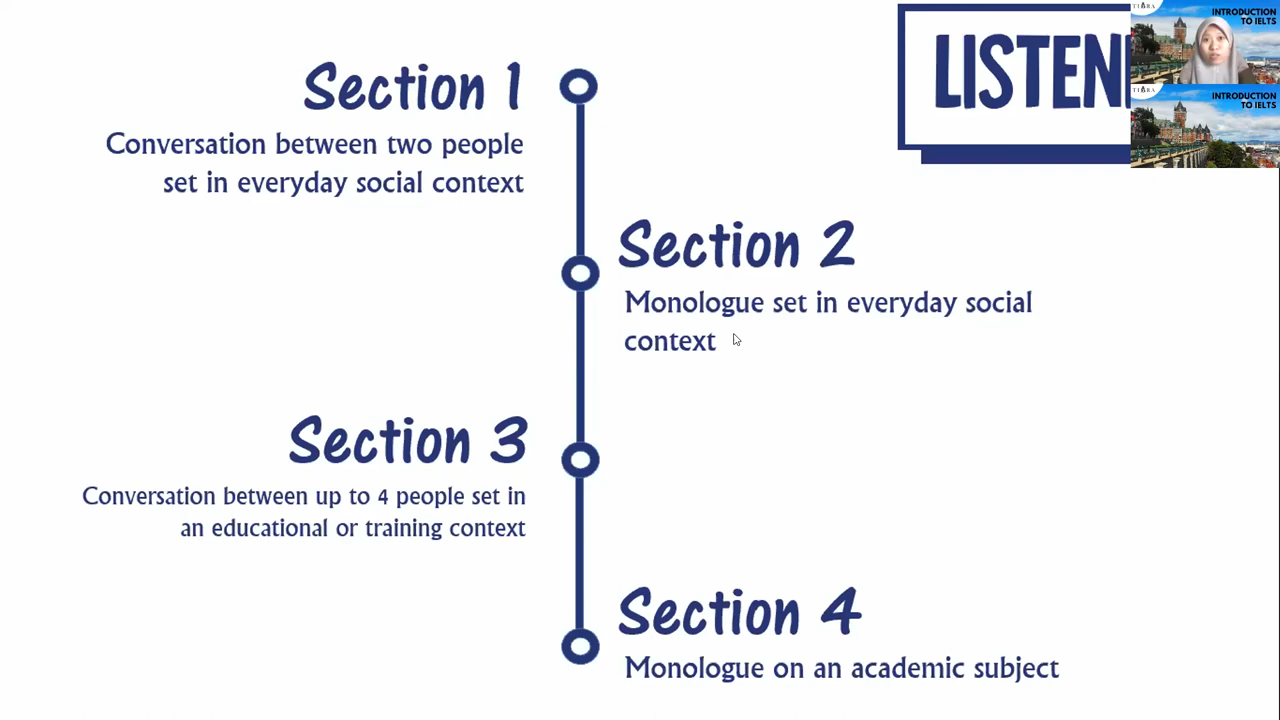 Section 1
Conversation between two people
set in everyday social context
Section 2
Monologue set in everyday social
context
Section 3
Conversation between up to 4 people set in
an educational or training context
Section 4
Monologue on an academic subject
LISTEN
INTRODUCTION
TO IELTS
INTRODUCTION
TO IELTS